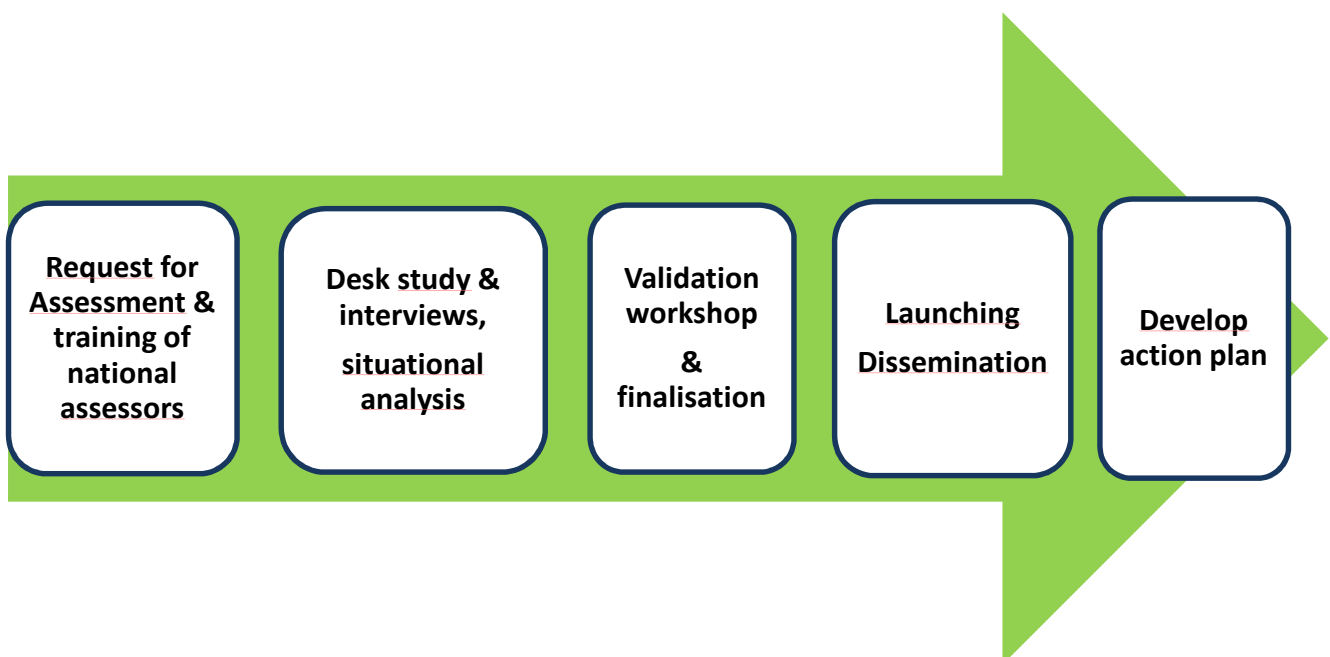 Request for
Assessment &
training of
national
assessors
Desk study &
interviews,
situational
analysis
Validation
workshop
&
finalisation
Launching
Dissemination
Develop
action plan